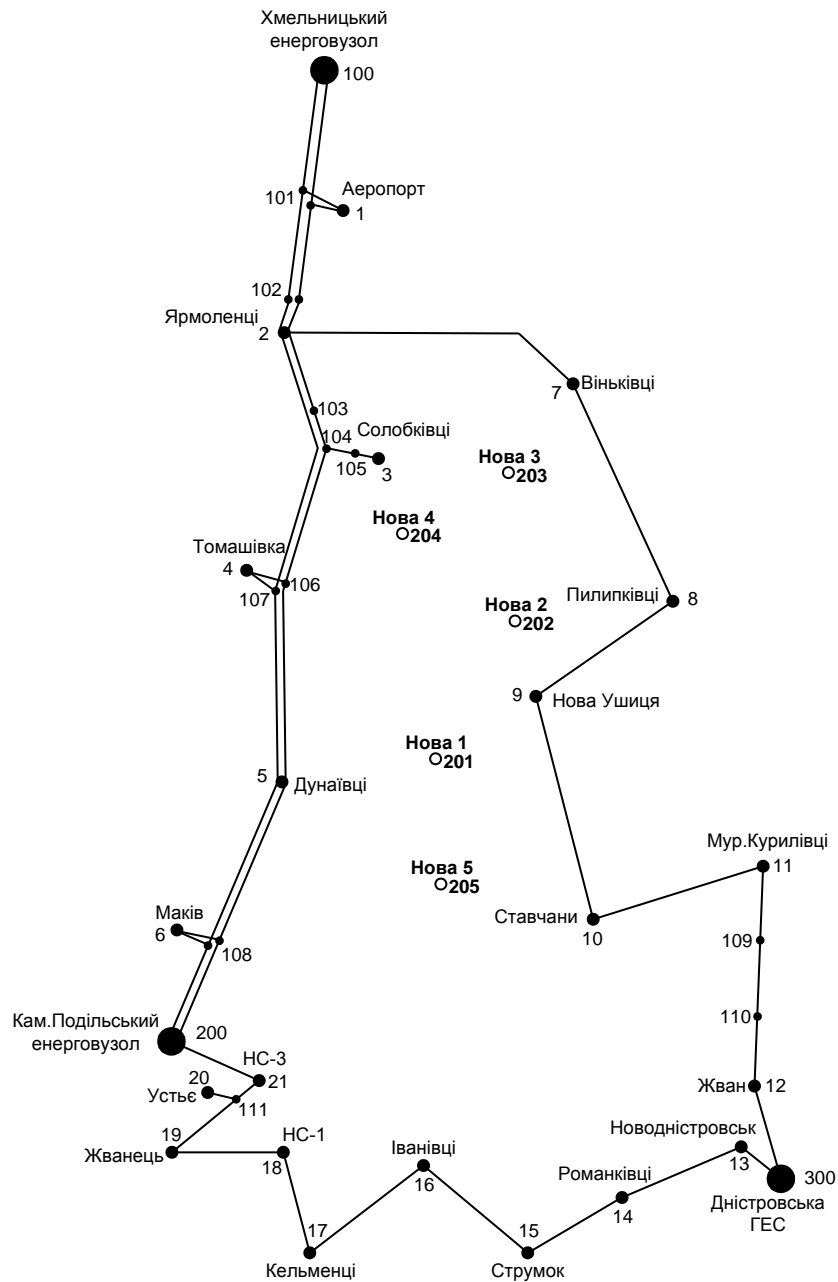 Хмельницький
енерговузол
100
Аеропорт
101
1
102
Ярмоленці
2
7
Віньківці
103
104
Солобківці
105
3
Нова 3
203
Нова 4
204
Томашівка
4
106
107
Нова 2
202
Пилипківці
8
9
Нова Ушиця
Нова 1
201
5
Дунаївці
Мур.Курилівці
11
Нова 5
205
Ставчани
10
Маків
6
108
109
110
Кам.Подільський
енерговузол
200
НС-3
20
21
Устьє
111
Жван
12
Жванець
19
НС-1
18
Новодністровськ
13
Іванівці
16
Романківці
14
300
Дністровська
ГЕС
17
Кельменці
15
Струмок